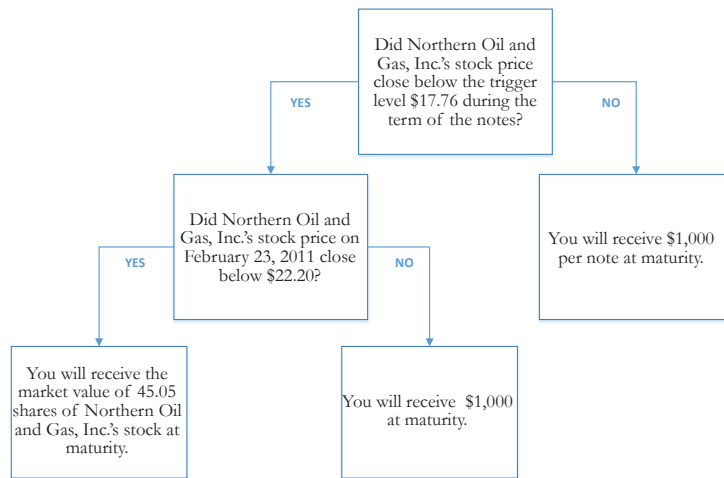 Did Northern Oil and
Gas, Inc.'s stock price
close below the trigger
level $17.76 during the
term of the notes?
YES
NO
Did Northern Oil and
Gas, Inc.'s stock price on
February 23, 2011 close
below $22.20?
You will receive $1,000
per note at maturity.
YES
NO
You will receive the
market value of 45.05
shares of Northern Oil
and Gas, Inc.'s stock at
maturity.
You will receive $1,000
at maturity.